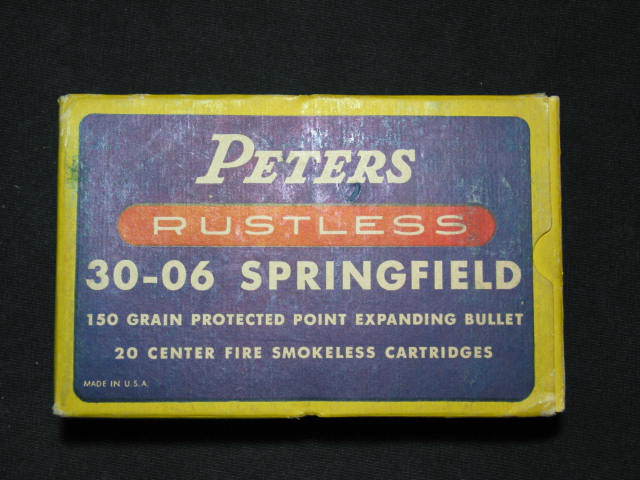 PETERS
RUSTLESS
30-06 SPRINGFIELD
150 GRAIN PROTECTED POINT EXPANDING BULLET
20 CENTER FIRE SMOKELESS CARTRIDGES
MADE IN U.S.A.